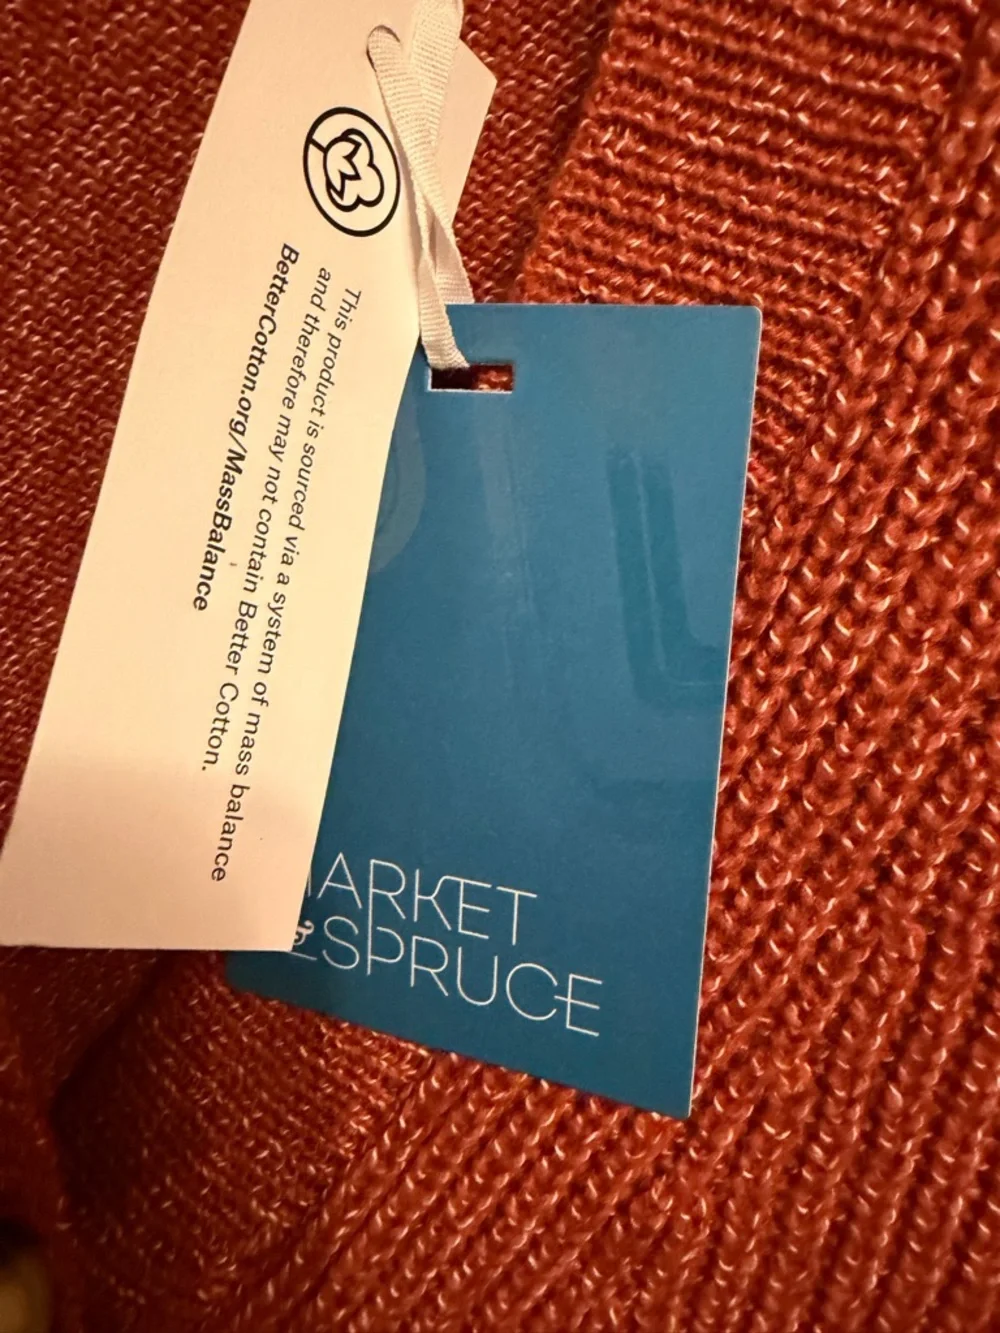 This product is sourced via a system of mass balance
and therefore may not contain Better Cotton.
BetterCotton.org/MassBalance
MARKET
&SPRUCE